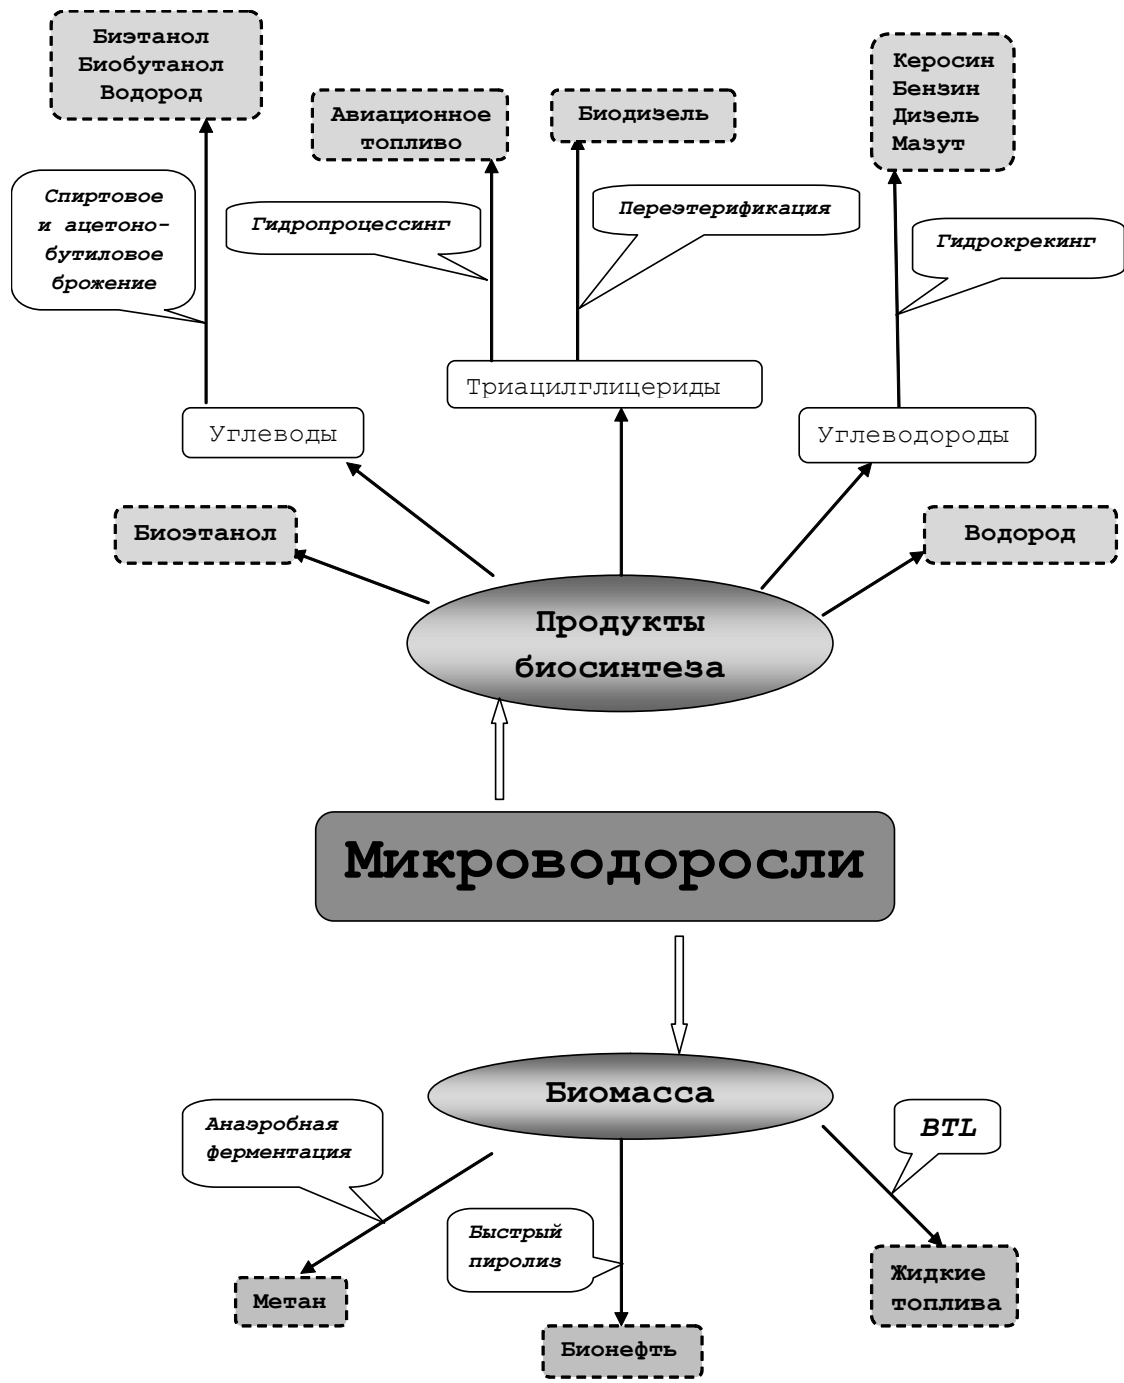 Биэтанол
Биобутанол
Водород
Керосин
Бензин
Дизель
Мазут
Авиационное
топливо
Биодизель
Спиртовое
и ацетоно-
бутиловое
брожение
Гидропроцессинг
Переэтерификация
Гидрокрекинг
Триацилглицериды
Углеводы
Углеводороды
Биоэтанол
Водород
Продукты
биосинтеза
Микроводоросли
Биомасса
Анаэробная
ферментация
BTL
Быстрый
пиролиз
Метан
Жидкие
топлива
Бионефть